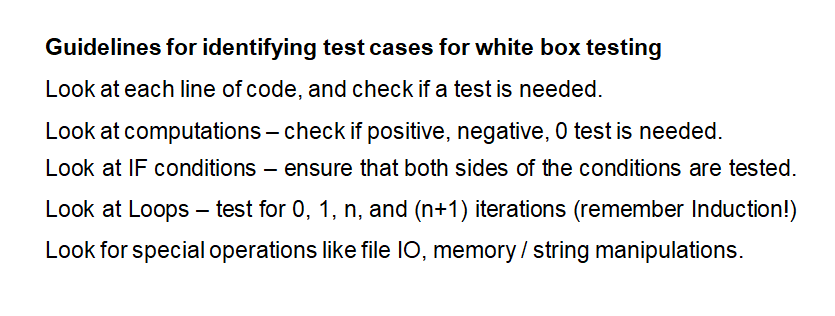 Guidelines for identifying test cases for white box testing
Look at each line of code, and check if a test is needed.
Look at computations – check if positive, negative, 0 test is needed.
Look at IF conditions – ensure that both sides of the conditions are tested.
Look at Loops – test for 0, 1, n, and (n+1) iterations (remember Induction!)
Look for special operations like file IO, memory / string manipulations.